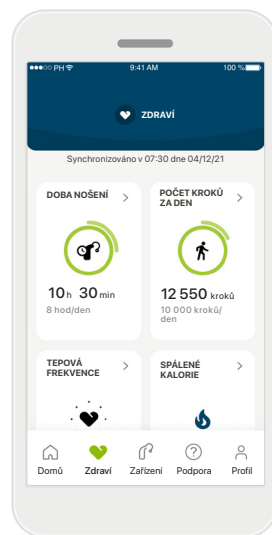 PH 9:41 AM 100 %
ZDRAVÍ
Synchronizováno v 07:30 dne 04/12/21
DOBA NOŠENÍ
10h 30 min
8 hod/den
POČET KROKŮ
ZA DEN
12 550 kroků
10 000 kroků/
den
TEPOVÁ
FREKVENCE
SPÁLENÉ
KALORIE
Domů Zdraví Zařízení Podpora Profil